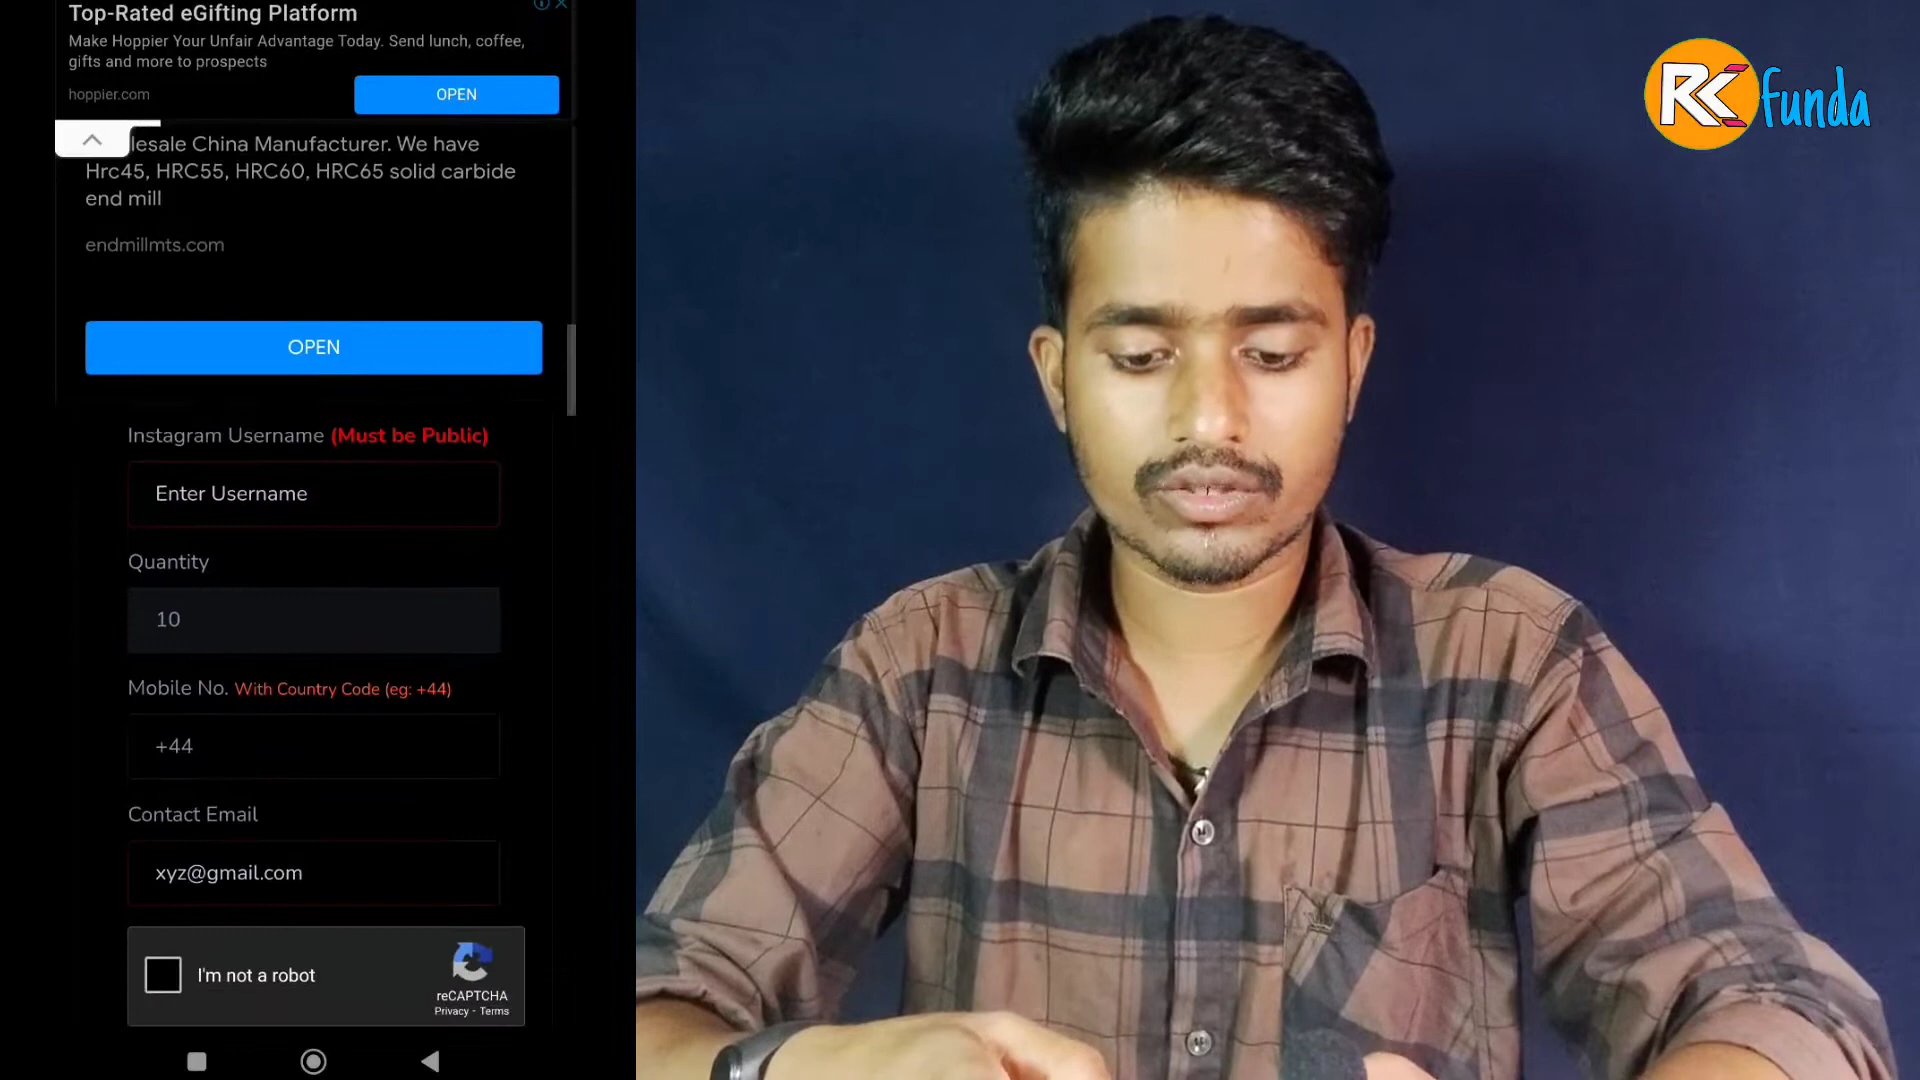 Top-Rated eGifting Platform
Make Hoppier Your Unfair Advantage Today. Send lunch, coffee,
gifts and more to prospects
hoppier.com
OPEN
lesale China Manufacturer. We have
Hrc45, HRC55, HRC60, HRC65 solid carbide
end mill
endmillmts.com
OPEN
Instagram Username (Must be Public)
Enter Username
Quantity
10
Mobile No. With Country Code (eg: +44)
+44
Contact Email
xyz@gmail.com
I'm not a robot
reCAPTCHA
Privacy - Terms
RK funda